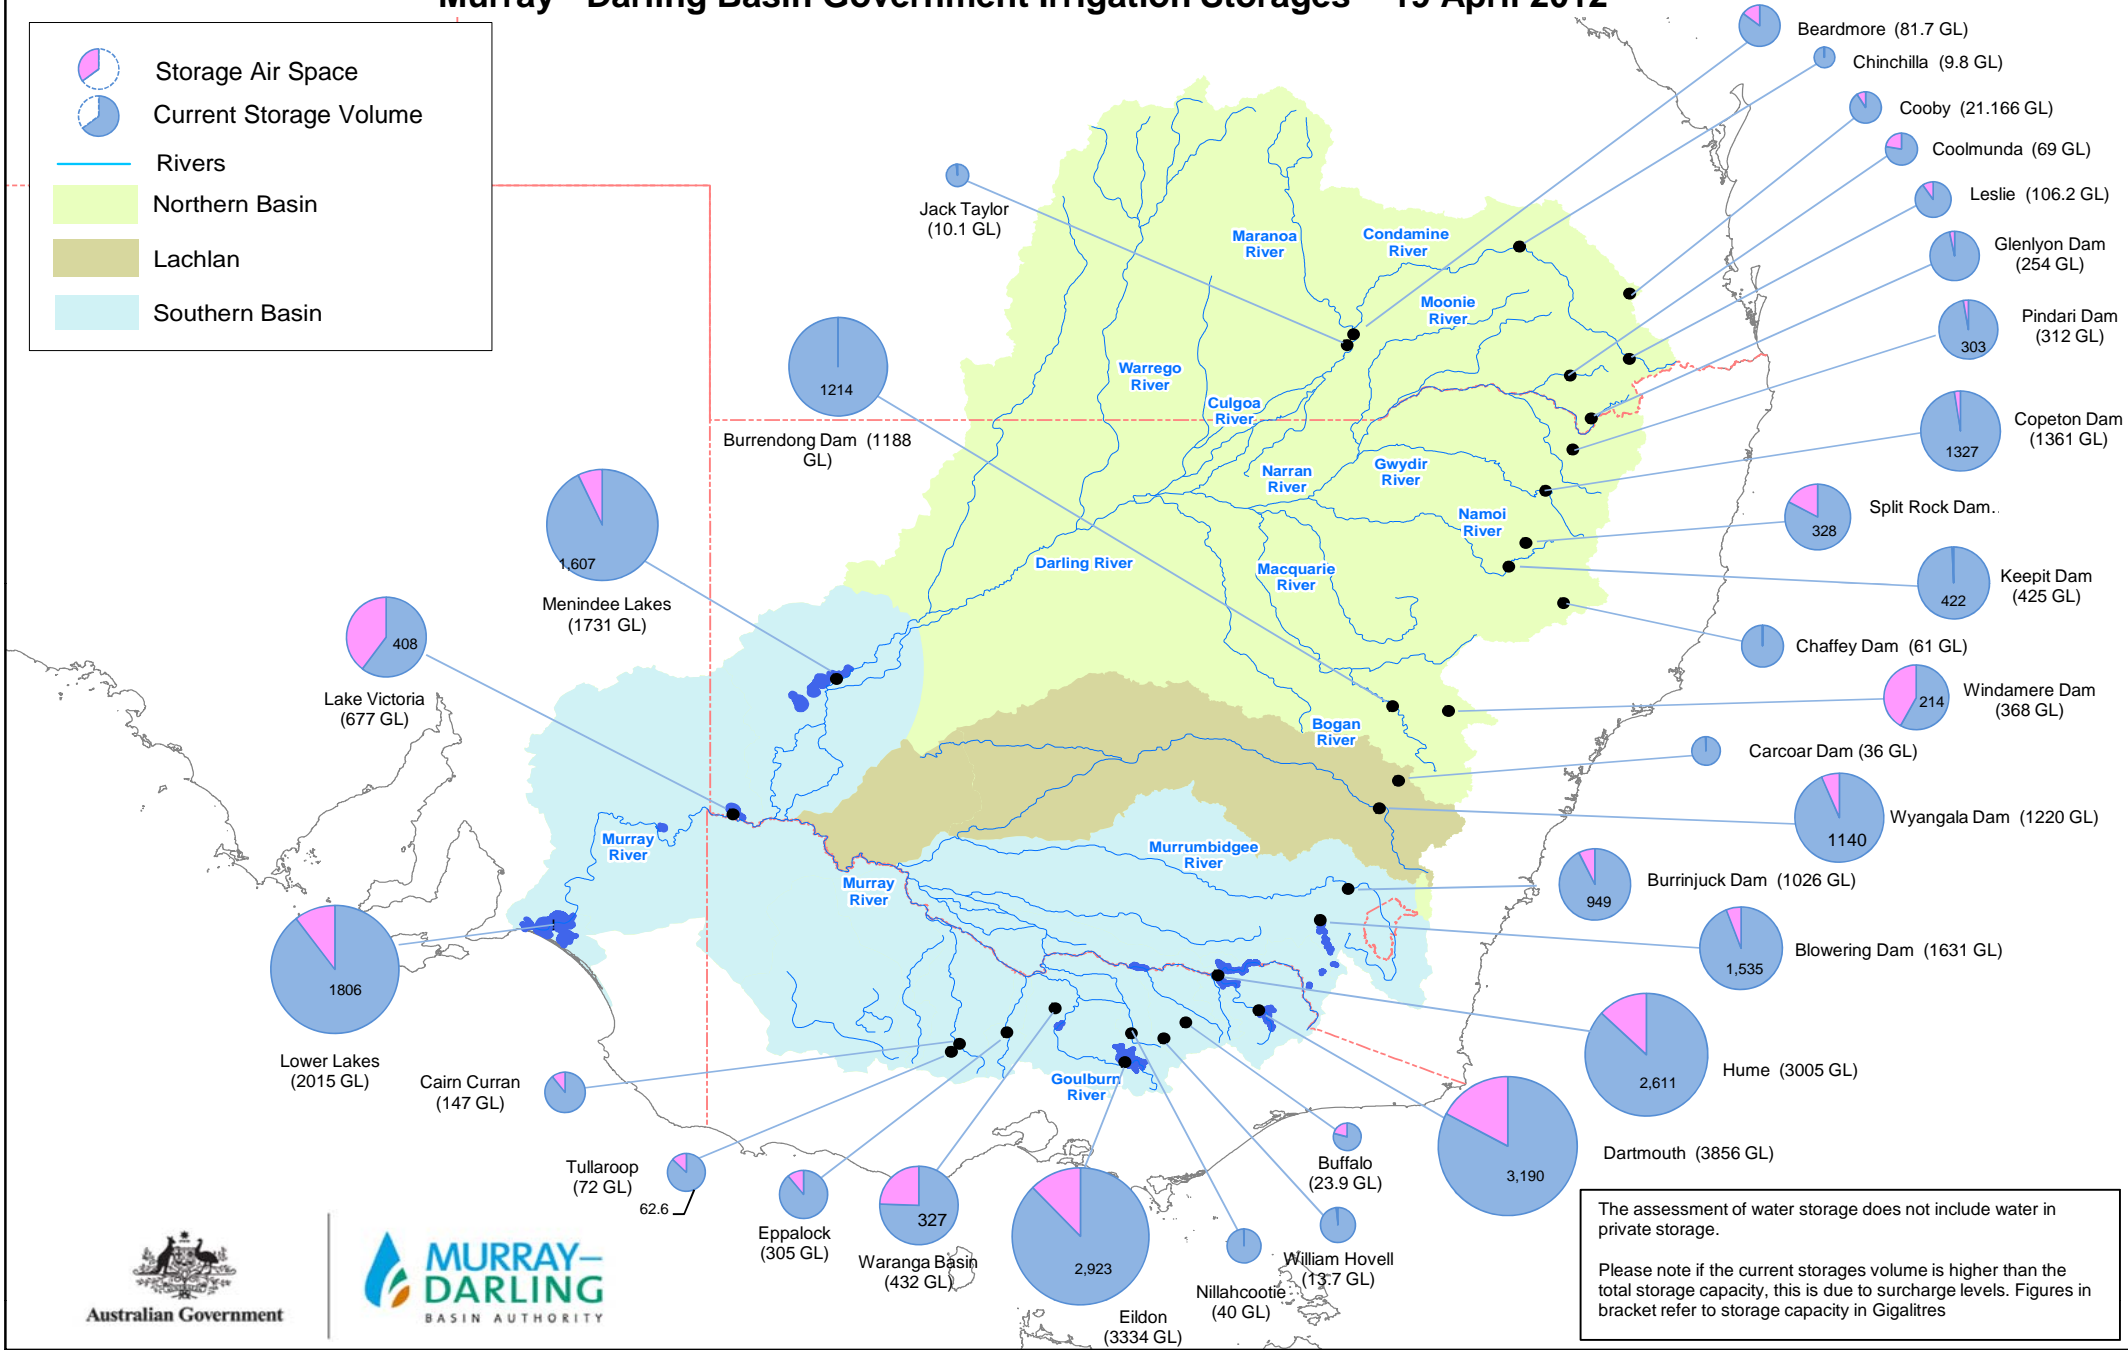 Murray - Darling Basin Government Irrigation Storages - 19 April 2012
Storage Air Space
Current Storage Volume
Rivers
Northern Basin
Lachlan
Southern Basin
Beardmore (81.7 GL)
Chinchilla (9.8 GL)
Cooby (21.166 GL)
Coolmunda (69 GL)
Leslie (106.2 GL)
Glenlyon Dam
(254 GL)
Pindari Dam
(312 GL)
303
Copeton Dam
(1361 GL)
1327
Split Rock Dam..
328
Keepit Dam
(425 GL)
422
Chaffey Dam (61 GL)
Windamere Dam
(368 GL)
214
Carcoar Dam (36 GL)
Wyangala Dam (1220 GL)
1140
Burrinjuck Dam (1026 GL)
949
Blowering Dam (1631 GL)
1,535
Hume (3005 GL)
2,611
Dartmouth (3856 GL)
3,190
Jack Taylor
(10.1 GL)
1214
Burrendong Dam (1188
GL)
1,607
Menindee Lakes
(1731 GL)
408
Lake Victoria
(677 GL)
1806
Lower Lakes
(2015 GL)
Cairn Curran
(147 GL)
Tullaroop
(72 GL)
62.6
Eppalock
(305 GL)
327
Waranga Basin
(432 GL)
2,923
Eildon
(3334 GL)
Nillahcootie
(40 GL)
William Hovell
(13.7 GL)
Buffalo
(23.9 GL)
Maranoa
River
Condamine
River
Moonie
River
Warrego
River
Culgoa
River
Narran
River
Gwydir
River
Namoi
River
Darling River
Macquarie
River
Bogan
River
Murray
River
Murray
River
Murrumbidgee
River
Goulburn
River
Australian Government
MURRAY–
DARLING
BASIN AUTHORITY
The assessment of water storage does not include water in
private storage.
Please note if the current storages volume is higher than the
total storage capacity, this is due to surcharge levels. Figures in
bracket refer to storage capacity in Gigalitres